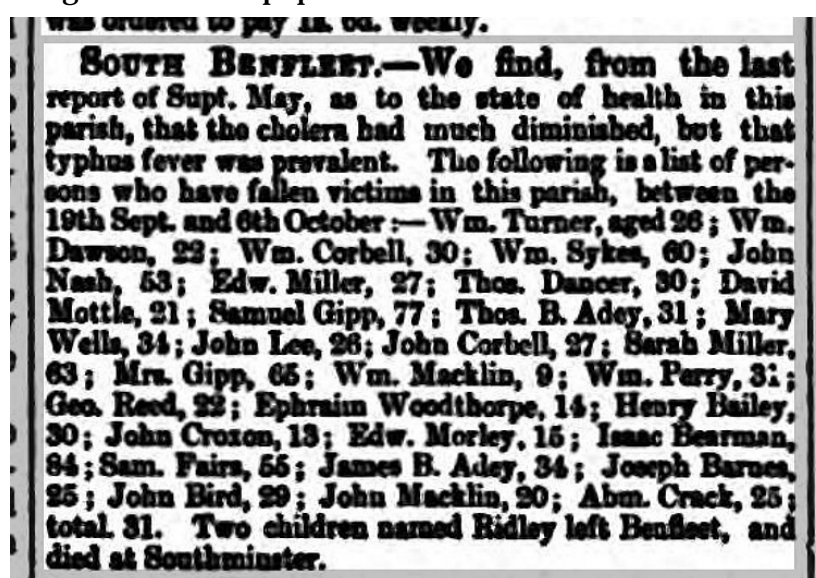 was ordered to pay 1s. 6d. weekly.
SOUTH BENFLEET.—We find, from the last
report of Supt. May, as to the state of health in this
parish, that the cholera had much diminished, but that
typhus fever was prevalent. The following is a list of per-
sons who have fallen victims in this parish, between the
19th Sept. and 6th October :— Wm. Turner, aged 26 ; Wm.
Dawson, 22; Wm. Corbell, 30; Wm. Sykes, 60; John
Nash, 53; Edw. Miller, 27; Thos. Dancer, 30; David
Mottle, 21 ; Samuel Gipp, 77 ; Thos. B. Adey, 31 ; Mary
Wells, 34 ; John Lee, 26; John Corbell, 27; Sarah Miller,
63 ; Mrs. Gipp, 65; Wm. Macklin, 9; Wm. Perry, 31;
Geo. Reed, 22 ; Ephraim Woodthorpe, 14; Henry Bailey,
30; John Croxon, 13; Edw. Morley, 15; Isaac Bearman,
84 ; Sam. Fairs, 55 ; James B. Adey, 34 ; Joseph Barnes,
25 ; John Bird, 29; John Macklin, 20; Abm. Crack, 25;
total. 31. Two children named Ridley left Benfleet, and
died at Southminster.